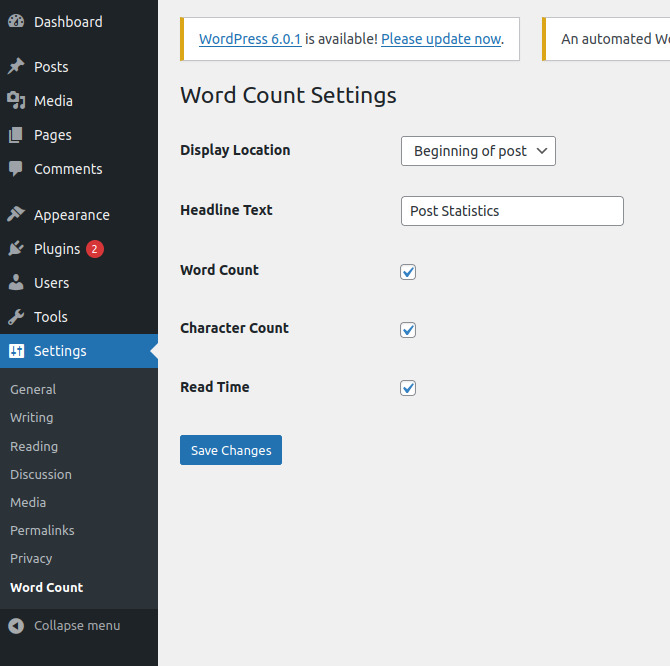 Dashboard
Posts
Media
Pages
Comments
Appearance
Plugins 2
Users
Tools
Settings
General
Writing
Reading
Discussion
Media
Permalinks
Privacy
Word Count
Collapse menu
WordPress 6.0.1 is available! Please update now.
An automated Wo
Word Count Settings
Display Location
Beginning of post
Headline Text
Post Statistics
Word Count
Character Count
Read Time
Save Changes